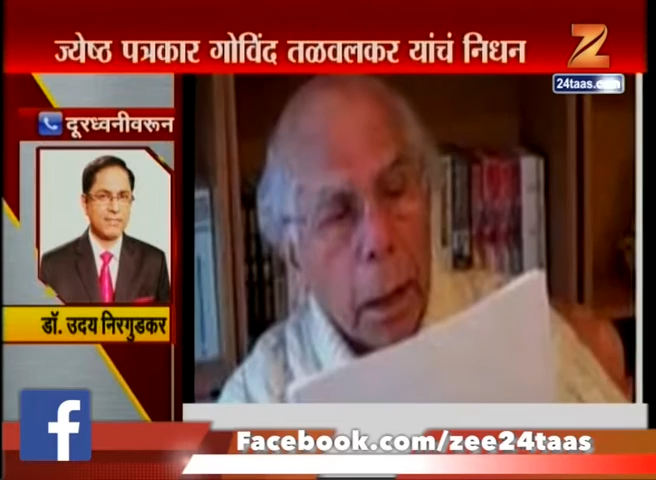 ज्येष्ठ पत्रकार गोविंद तळवलकर यांचं निधन
24taas.com
दूरध्वनीवरून
डॉ. उदय निरगुडकर
Facebook.com/zee24taas